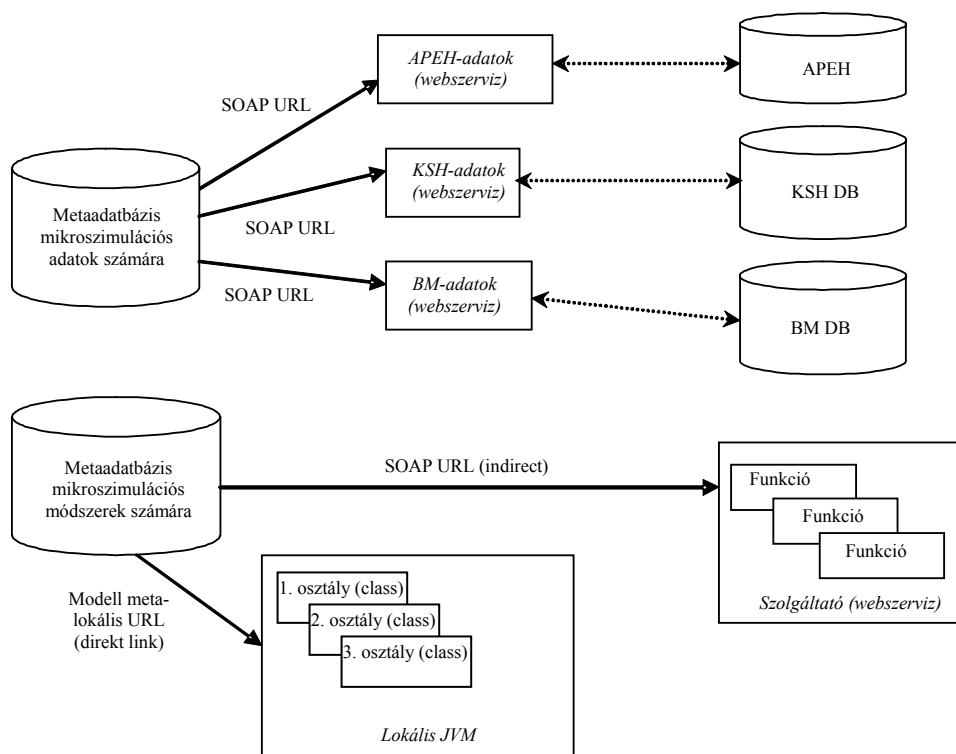 APEH-adatok
(webszerviz)
APEH
SOAP URL
KSH-adatok
(webszerviz)
KSH DB
Metaadatbázis
mikroszimulációs
adatok számára
SOAP URL
BM-adatok
(webszerviz)
SOAP URL
BM DB
Metaadatbázis
mikroszimulációs
módszerek számára
SOAP URL (indirect)
Funkció
Funkció
Funkció
Szolgáltató (webszerviz)
Modell meta-
lokális URL
(direkt link)
1. osztály (class)
2. osztály (class)
3. osztály (class)
Lokális JVM